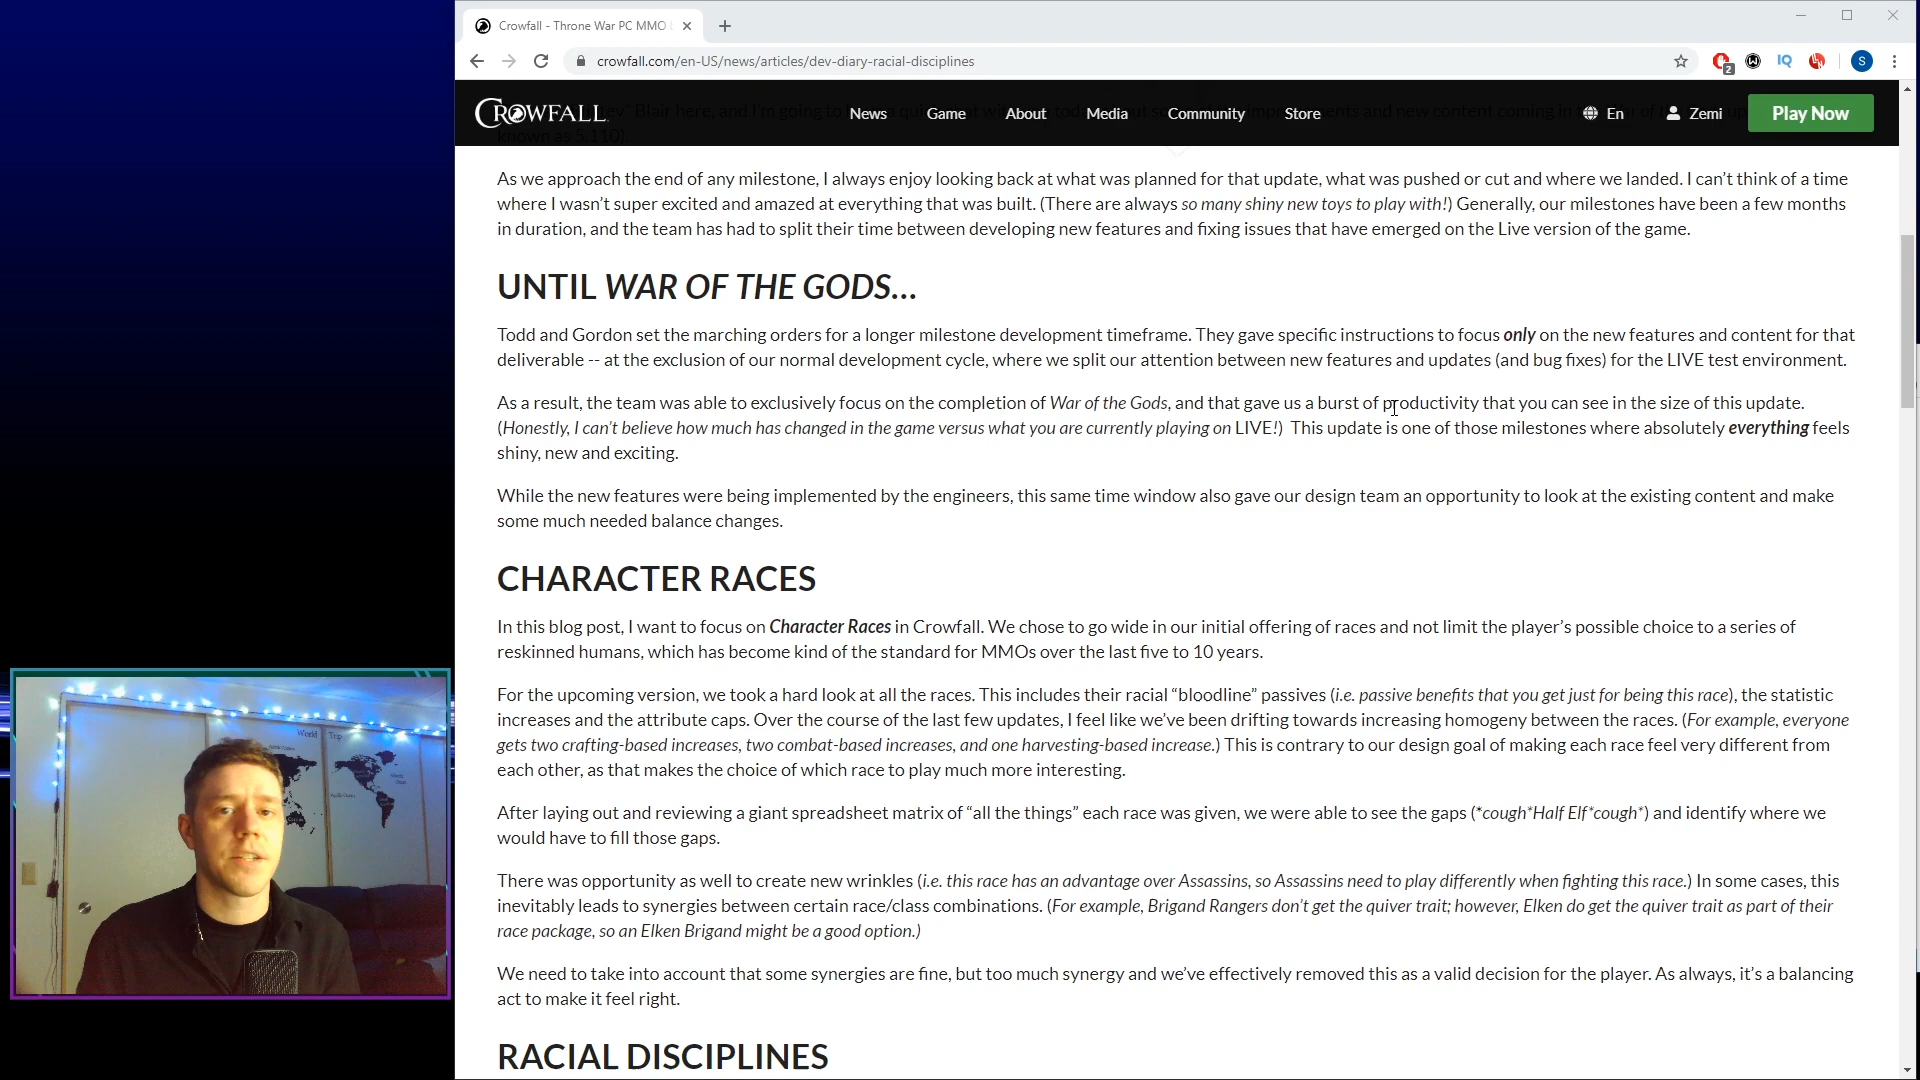 Crowfall - Throne War PC MMO
crowfall.com/en-US/news/articles/dev-diary-racial-disciplines
2
IQ
S
CROWFALL
News
Game
About
Media
Community
Store
En
Zemi
Play Now
known as 5.110).
As we approach the end of any milestone, I always enjoy looking back at what was planned for that update, what was pushed or cut and where we landed. I can’t think of a time
where I wasn’t super excited and amazed at everything that was built. (There are always so many shiny new toys to play with!) Generally, our milestones have been a few months
in duration, and the team has had to split their time between developing new features and fixing issues that have emerged on the Live version of the game.
UNTIL WAR OF THE GODS...
Todd and Gordon set the marching orders for a longer milestone development timeframe. They gave specific instructions to focus only on the new features and content for that
deliverable -- at the exclusion of our normal development cycle, where we split our attention between new features and updates (and bug fixes) for the LIVE test environment.
As a result, the team was able to exclusively focus on the completion of War of the Gods, and that gave us a burst of productivity that you can see in the size of this update.
(Honestly, I can’t believe how much has changed in the game versus what you are currently playing on LIVE!) This update is one of those milestones where absolutely everything feels
shiny, new and exciting.
While the new features were being implemented by the engineers, this same time window also gave our design team an opportunity to look at the existing content and make
some much needed balance changes.
CHARACTER RACES
In this blog post, I want to focus on Character Races in Crowfall. We chose to go wide in our initial offering of races and not limit the player’s possible choice to a series of
reskinned humans, which has become kind of the standard for MMOs over the last five to 10 years.
For the upcoming version, we took a hard look at all the races. This includes their racial “bloodline” passives (i.e. passive benefits that you get just for being this race), the statistic
increases and the attribute caps. Over the course of the last few updates, I feel like we’ve been drifting towards increasing homogeny between the races. (For example, everyone
gets two crafting-based increases, two combat-based increases, and one harvesting-based increase.) This is contrary to our design goal of making each race feel very different from
each other, as that makes the choice of which race to play much more interesting.
After laying out and reviewing a giant spreadsheet matrix of “all the things” each race was given, we were able to see the gaps (*cough*Half Elf*cough*) and identify where we
would have to fill those gaps.
There was opportunity as well to create new wrinkles (i.e. this race has an advantage over Assassins, so Assassins need to play differently when fighting this race.) In some cases, this
inevitably leads to synergies between certain race/class combinations. (For example, Brigand Rangers don’t get the quiver trait; however, Elken do get the quiver trait as part of their
race package, so an Elken Brigand might be a good option.)
We need to take into account that some synergies are fine, but too much synergy and we’ve effectively removed this as a valid decision for the player. As always, it’s a balancing
act to make it feel right.
RACIAL DISCIPLINES
World Trip